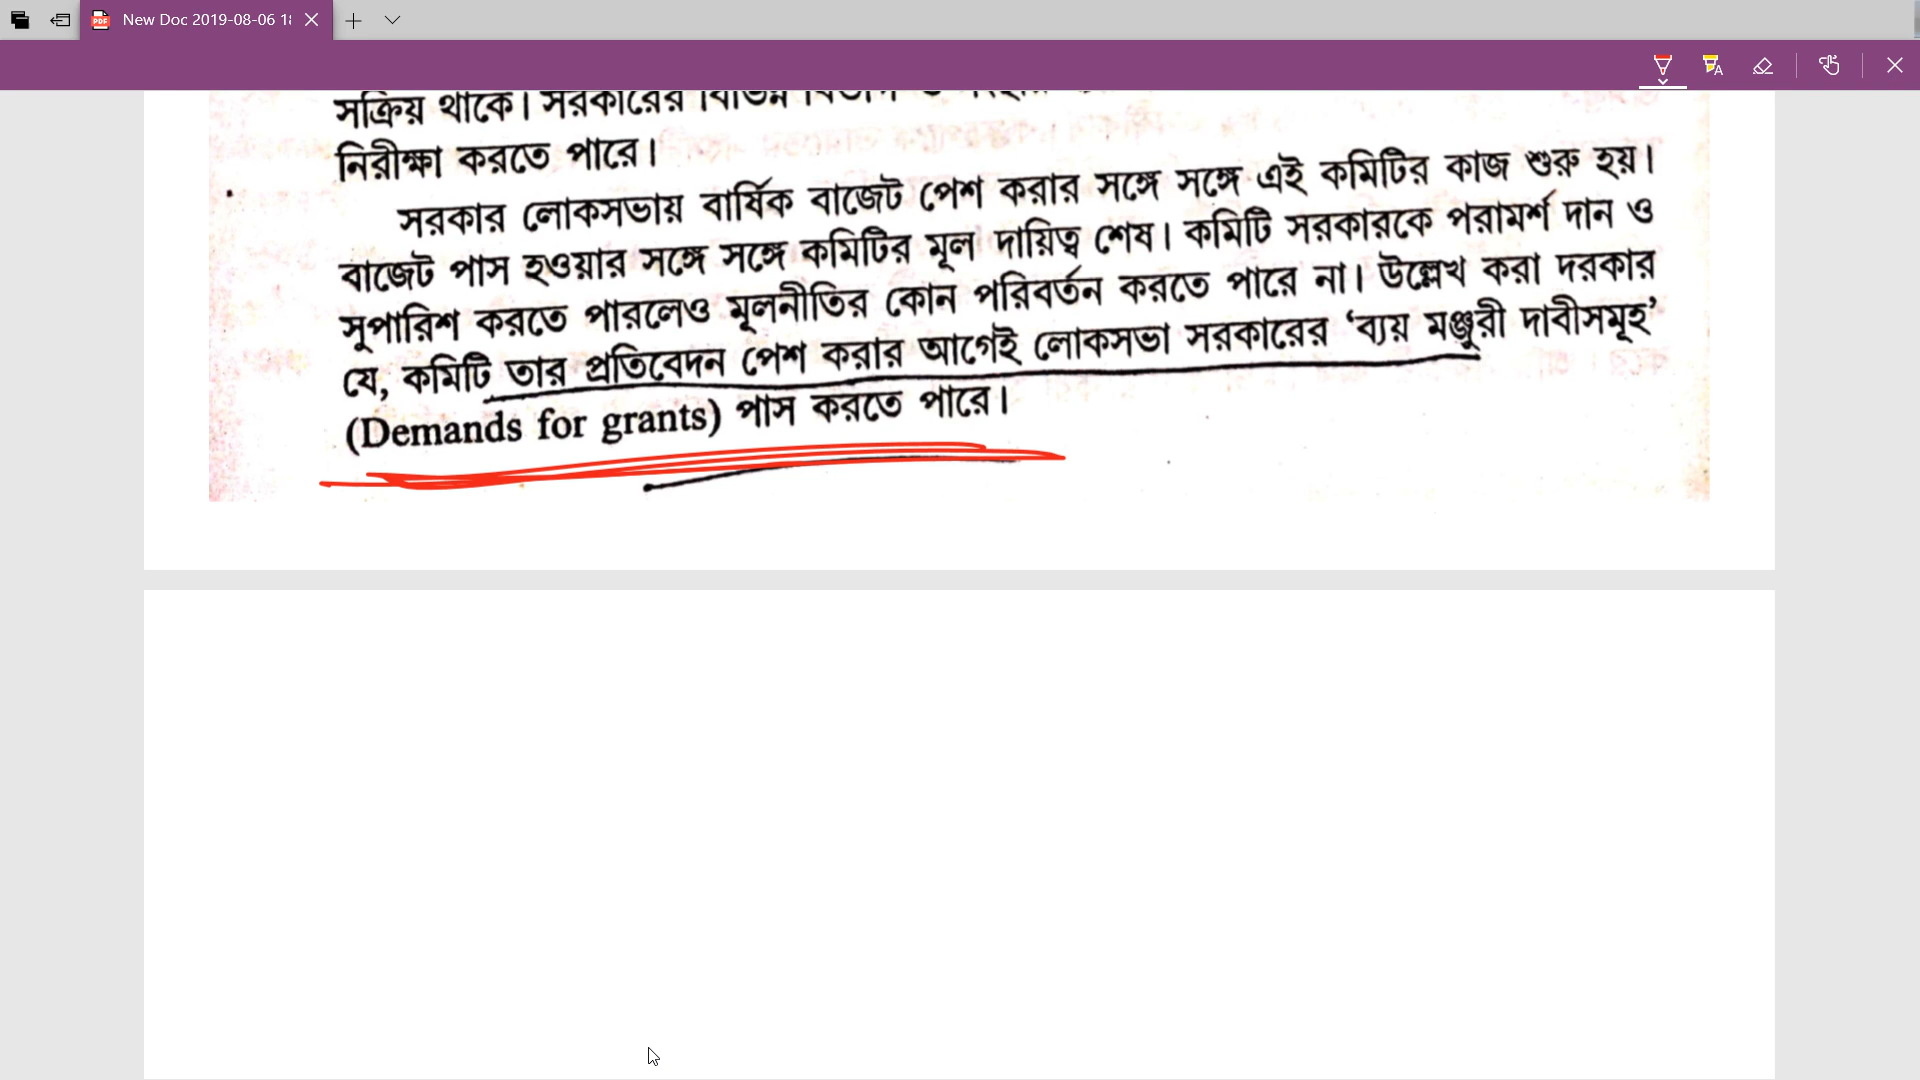 New Doc 2019-08-06 18
সক্রিয় থাকে। সরকারের বিভিন্ন বিভাগ ও
নিরীক্ষা করতে পারে।
সরকার লোকসভায় বার্ষিক বাজেট পেশ করার সঙ্গে সঙ্গে এই কমিটির কাজ শুরু হয়।
বাজেট পাস হওয়ার সঙ্গে সঙ্গে কমিটির মূল দায়িত্ব শেষ। কমিটি সরকারকে পরামর্শ দান ও
সুপারিশ করতে পারলেও মূলনীতির কোন পরিবর্তন করতে পারে না। উল্লেখ করা দরকার
যে, কমিটি তার প্রতিবেদন পেশ করার আগেই লোকসভা সরকারের ‘ব্যয় মঞ্জুরী দাবীসমূহ’
(Demands for grants) পাস করতে পারে।